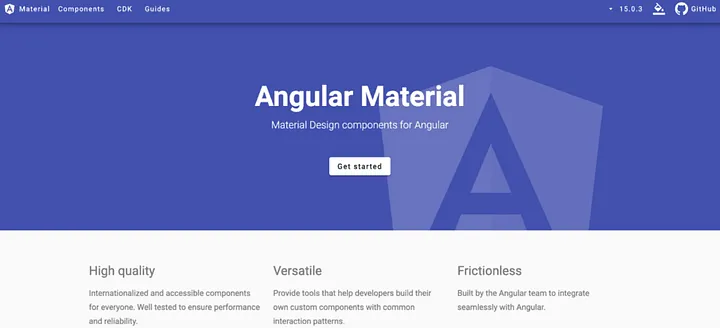 Material Components CDK Guides 15.0.3 GitHub
Angular Material
Material Design components for Angular
Get started
High quality
Internationalized and accessible components
for everyone. Well tested to ensure performance
and reliability.
Versatile
Provide tools that help developers build their
own custom components with common
interaction patterns.
Frictionless
Built by the Angular team to integrate
seamlessly with Angular.